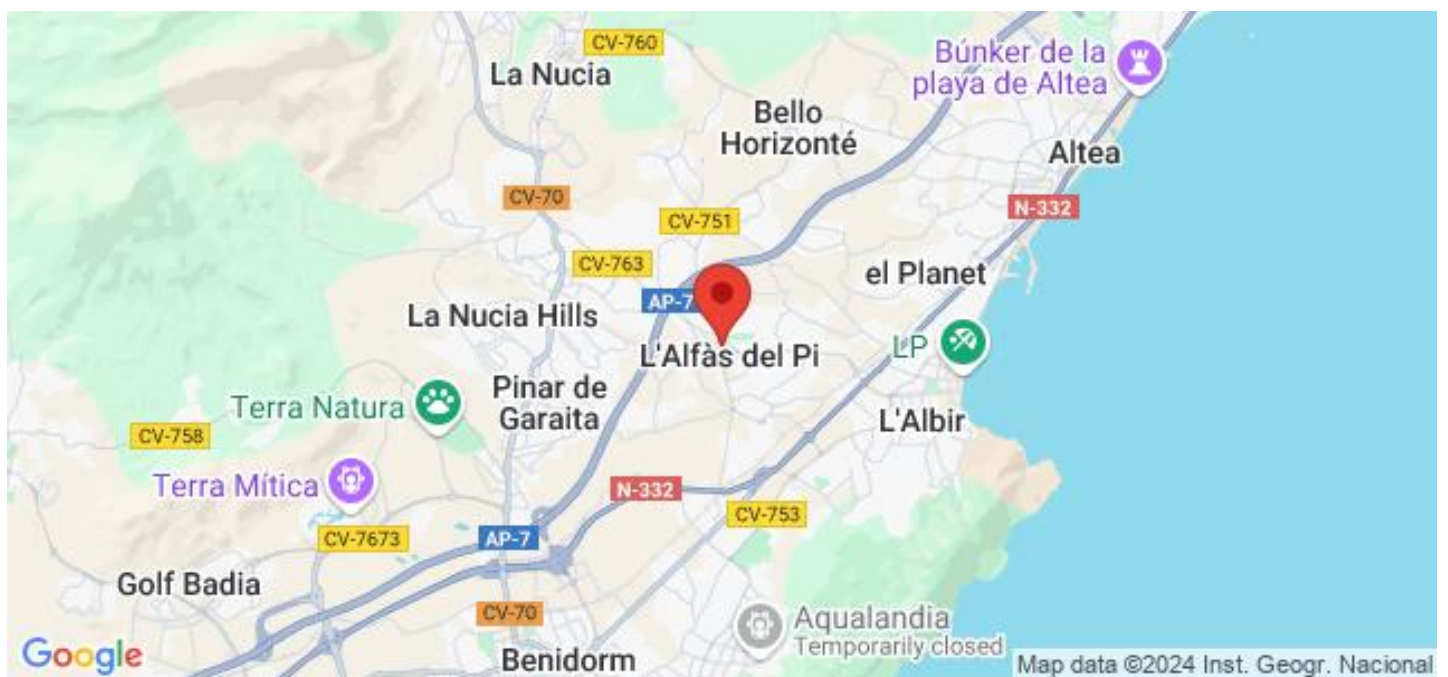 CV-760
La Nucia
Búnker de la
playa de Altea
Bello
Horizonté
Altea
CV-70
N-332
CV-751
CV-763
el Planet
AP-7
La Nucia Hills
LP
L'Alfàs del Pi
Pinar de
Garaita
Terra Natura
L'Albir
CV-758
Terra Mítica
N-332
CV-753
CV-7673
AP-7
Golf Badia
CV-70
Aqualandia
Temporarily closed
Benidorm
Google
Map data ©2024 Inst. Geogr. Nacional